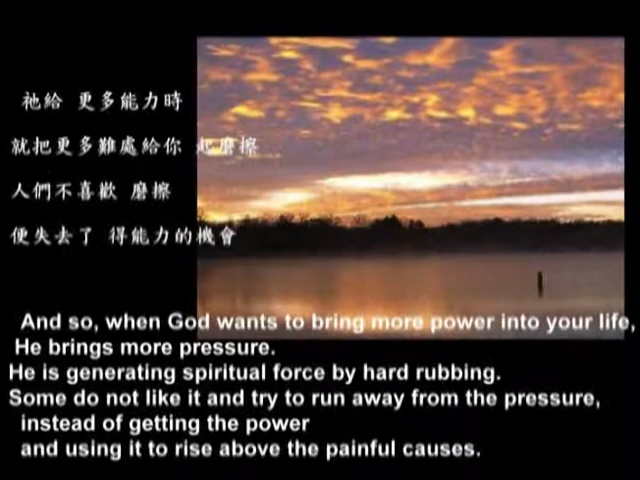 祂給 更多能力時
就把更多難處給你 起磨擦
人們不喜歡 磨擦
便失去了 得能力的機會
And so, when God wants to bring more power into your life,
He brings more pressure.
He is generating spiritual force by hard rubbing.
Some do not like it and try to run away from the pressure,
instead of getting the power
and using it to rise above the painful causes.